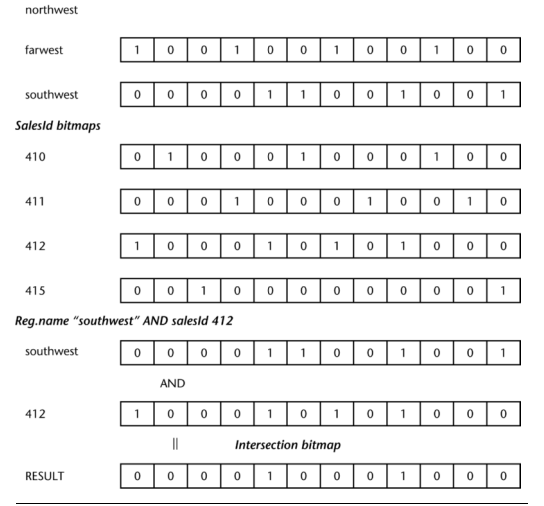 northwest
farwest 1 0 0 1 0 0 1 0 0 1 0 0
southwest 0 0 0 0 1 1 0 0 1 0 0 1
SalesId bitmaps
410 0 1 0 0 0 1 0 0 0 1 0 0
411 0 0 0 1 0 0 0 1 0 0 1 0
412 1 0 0 0 1 0 1 0 1 0 0 0
415 0 0 1 0 0 0 0 0 0 0 0 1
Reg.name "southwest" AND salesId 412
southwest 0 0 0 0 1 1 0 0 1 0 0 1
AND
412 1 0 0 0 1 0 1 0 1 0 0 0
|| Intersection bitmap
RESULT 0 0 0 0 1 0 0 0 1 0 0 0